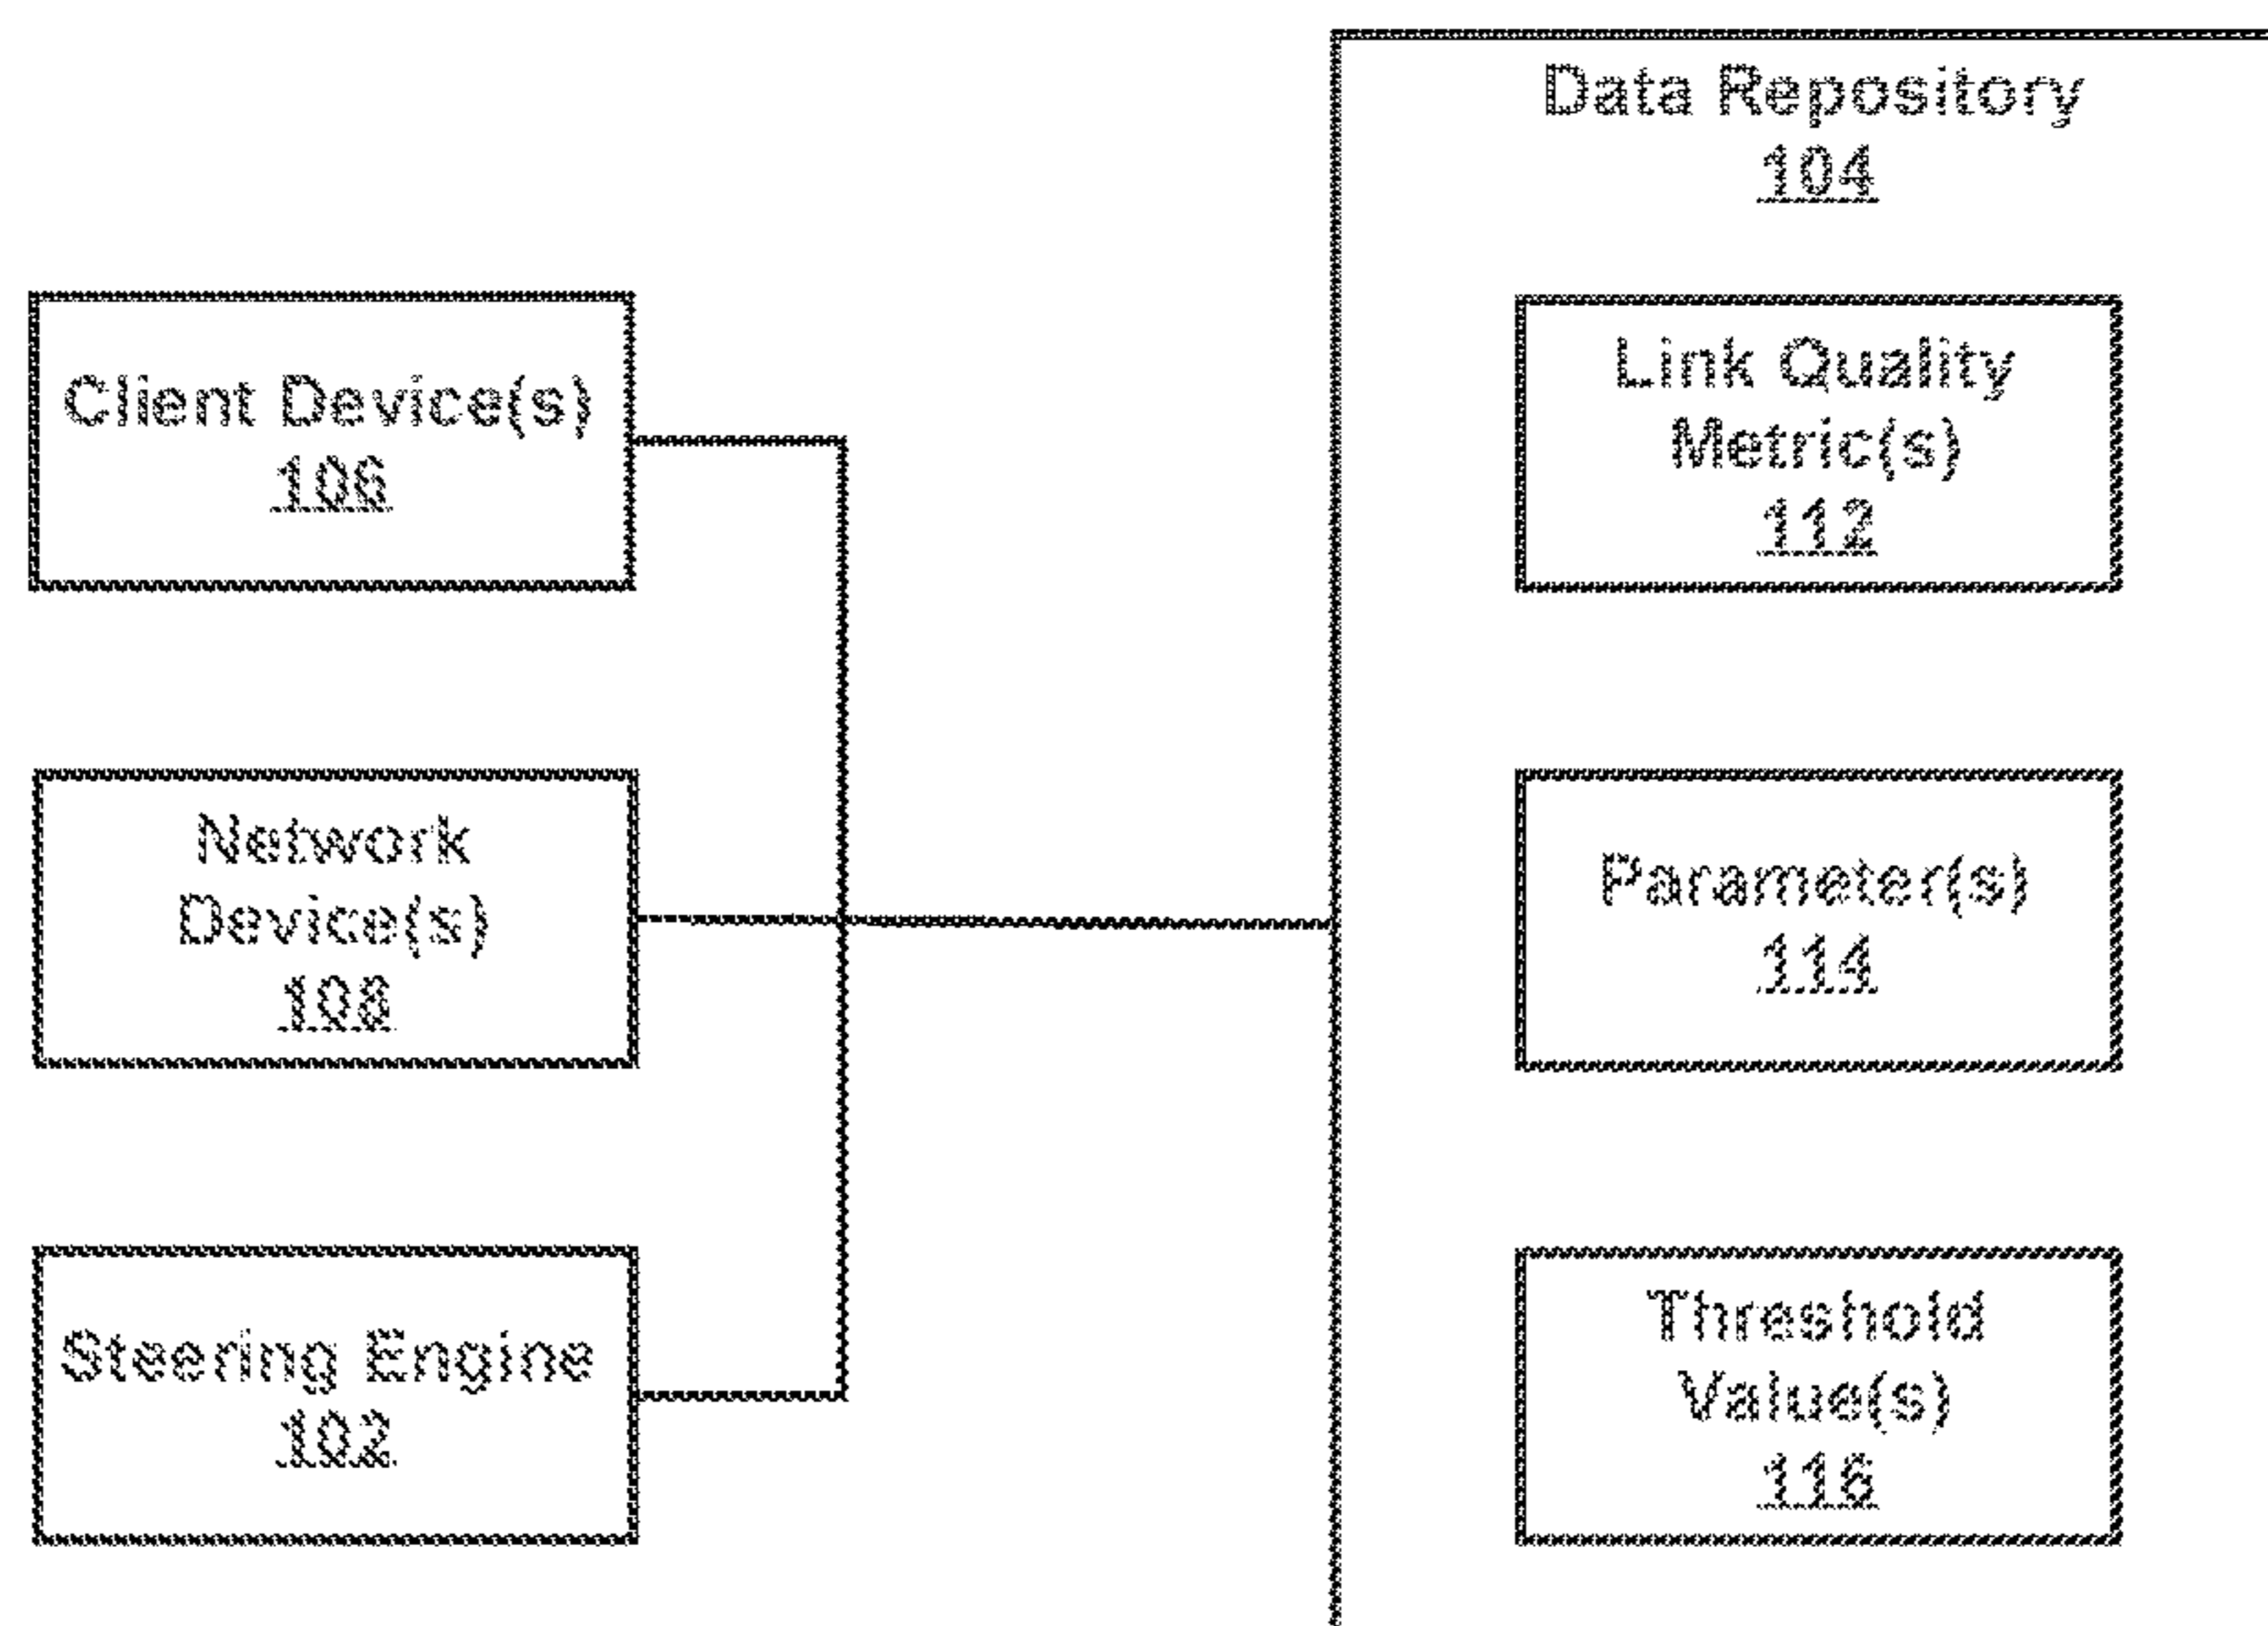 Data Repository
104
Client Device(s)
106
Link Quality
Metric(s)
112
Network
Device(s)
108
Parameter(s)
114
Steering Engine
102
Threshold
Value(s)
116